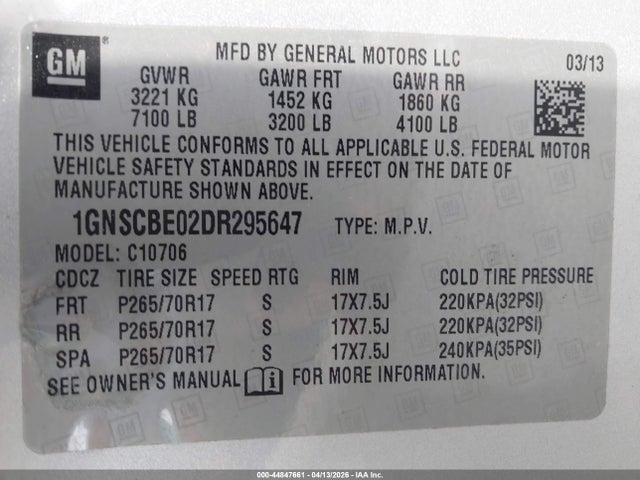 GM
MFD BY GENERAL MOTORS LLC 03/13
GVWR GAWR FRT GAWR RR
3221 KG 1452 KG 1860 KG
7100 LB 3200 LB 4100 LB
THIS VEHICLE CONFORMS TO ALL APPLICABLE U.S. FEDERAL MOTOR
VEHICLE SAFETY STANDARDS IN EFFECT ON THE DATE OF
MANUFACTURE SHOWN ABOVE.
1GNSCBE02DR295647 TYPE: M.P.V.
MODEL: C10706
CDCZ TIRE SIZE SPEED RTG RIM COLD TIRE PRESSURE
FRT P265/70R17 S 17X7.5J 220KPA(32PSI)
RR P265/70R17 S 17X7.5J 220KPA(32PSI)
SPA P265/70R17 S 17X7.5J 240KPA(35PSI)
SEE OWNER'S MANUAL FOR MORE INFORMATION.
©-44847661 - 04/13/2026 - IAA Inc.